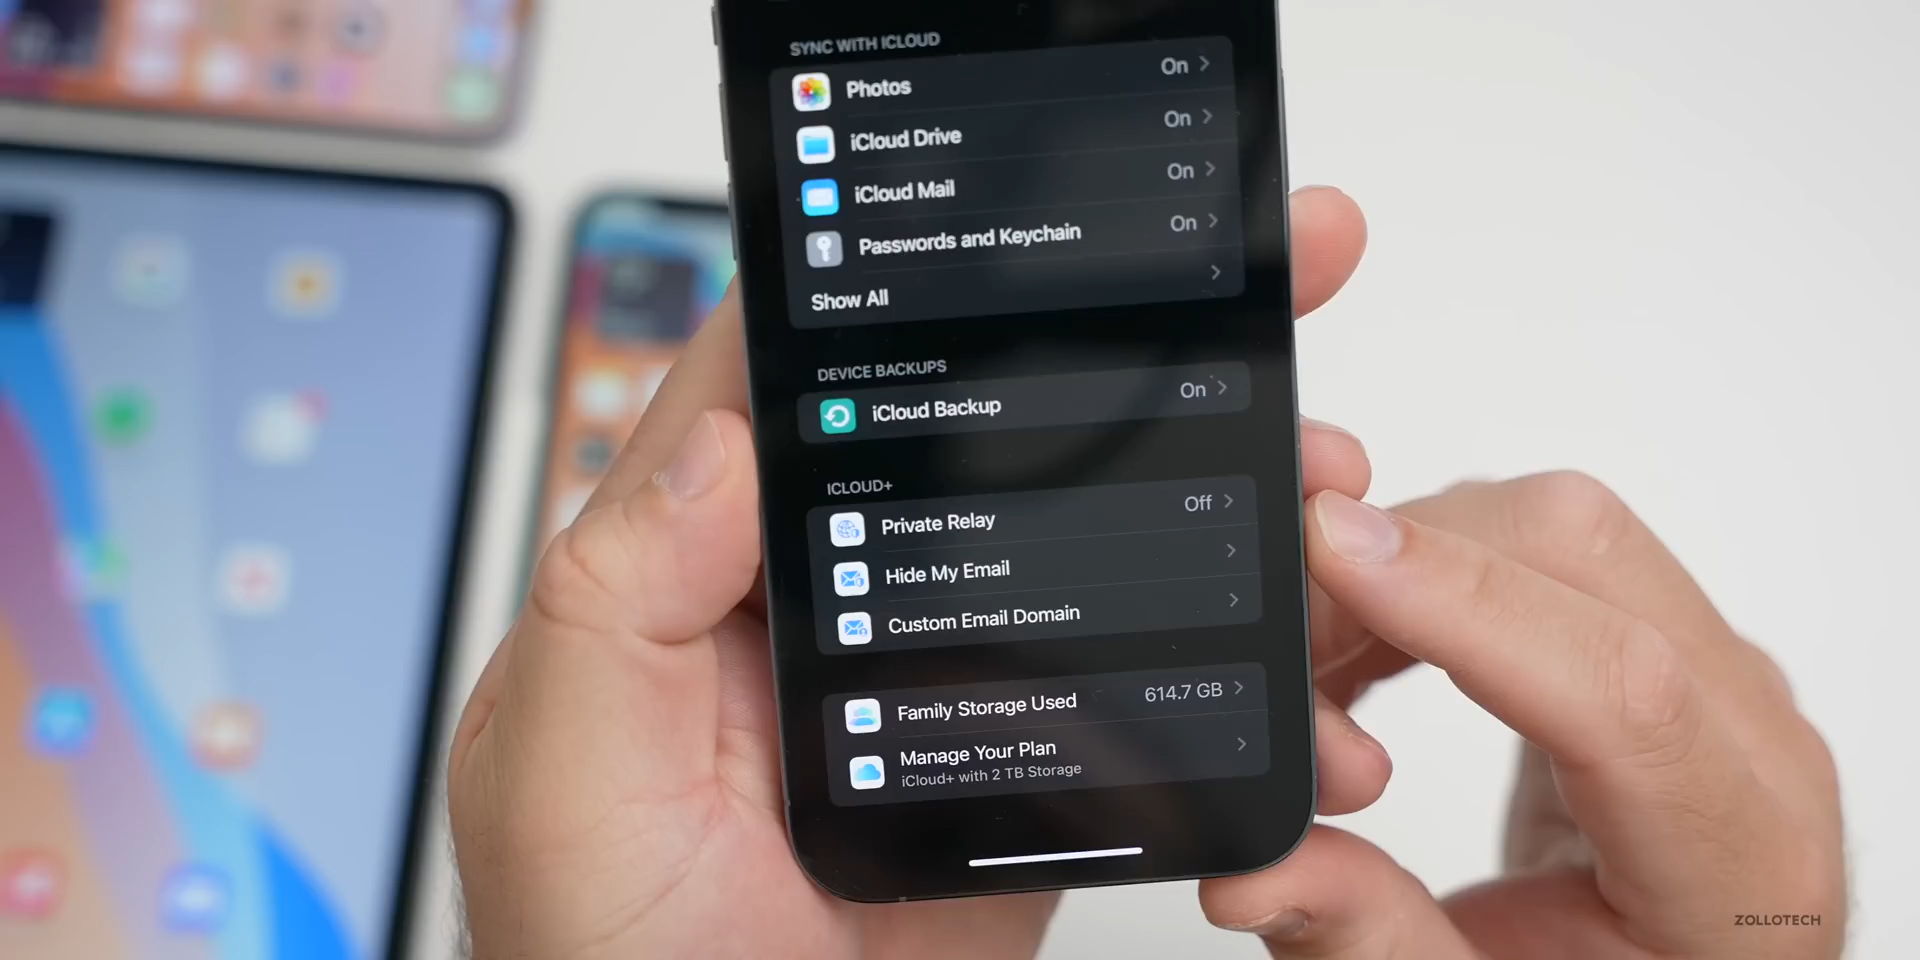 SYNC WITH ICLOUD
Photos On
iCloud Drive On
iCloud Mail On
Passwords and Keychain On
Show All
DEVICE BACKUPS
iCloud Backup On
ICLOUD+
Private Relay Off
Hide My Email
Custom Email Domain
Family Storage Used 614.7 GB
Manage Your Plan
iCloud+ with 2 TB Storage
ZOLLOTECH